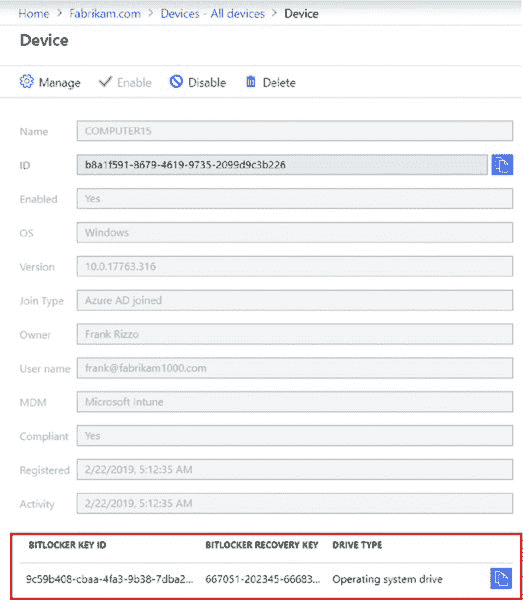 Home > Fabrikam.com > Devices - All devices > Device
Device
Manage Enable Disable Delete
Name COMPUTER15
ID b8a1f591-8679-4619-9735-2099d9c3b226
Enabled Yes
OS Windows
Version 10.0.17763.316
Join Type Azure AD joined
Owner Frank Rizzo
User name frank@fabrikam1000.com
MDM Microsoft Intune
Compliant Yes
Registered 2/22/2019, 5:12:35 AM
Activity 2/22/2019, 5:12:35 AM
BITLOCKER KEY ID BITLOCKER RECOVERY KEY DRIVE TYPE
9c59b408-cbaa-4fa3-9b38-7dba2... 667051-202345-66683... Operating system drive